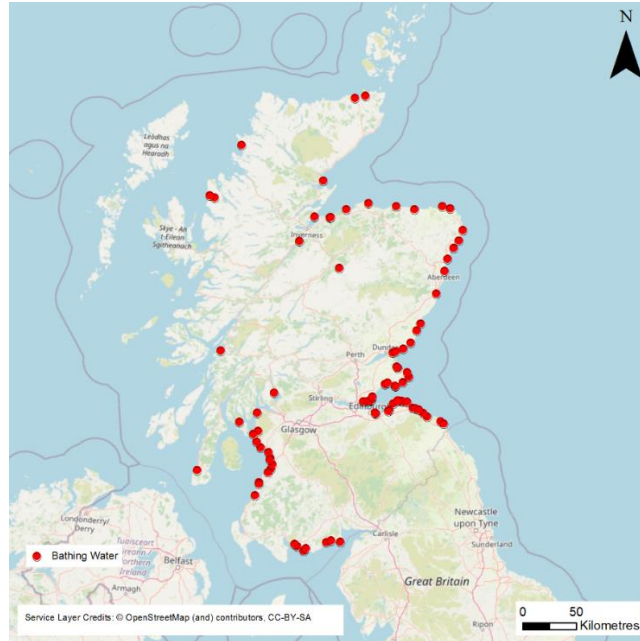 N
Leòdhas
agus na
Hearadh
Skye - An
t-Eilean
Sgitheanach
Inverness
Aberdeen
Dundee
Perth
Stirling
Edinburgh
Glasgow
Londonderry/
Derry
Newcastle
upon Tyne
Carlisle
Sunderland
Bathing Water
Tuaisceart
Éireann
Belfast
Armagh
Great Britain
Ripon
Service Layer Credits: © OpenStreetMap (and) contributors, CC-BY-SA
0 50
Kilometres